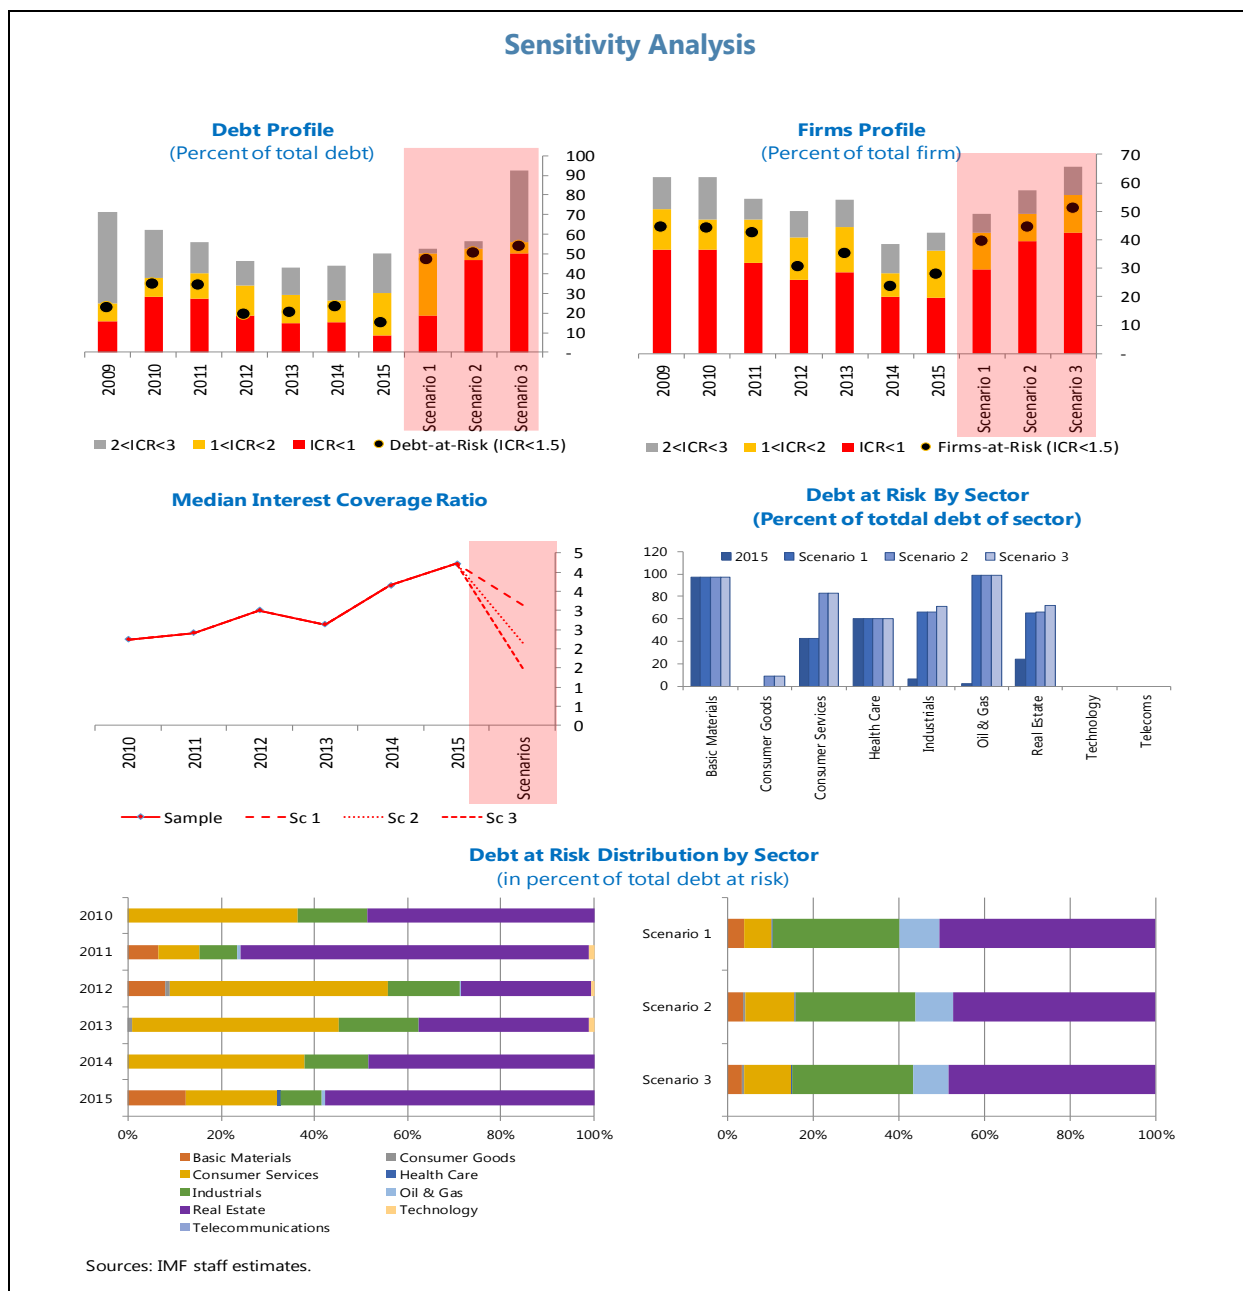 Sensitivity Analysis
Debt Profile
(Percent of total debt)
100
90
80
70
60
50
40
30
20
10
-
2009
2010
2011
2012
2013
2014
2015
Scenario 1
Scenario 2
Scenario 3
2<ICR<3
1<ICR<2
ICR<1
Debt-at-Risk (ICR<1.5)
Firms Profile
(Percent of total firm)
70
60
50
40
30
20
10
-
2009
2010
2011
2012
2013
2014
2015
Scenario 1
Scenario 2
Scenario 3
2<ICR<3
1<ICR<2
ICR<1
Firms-at-Risk (ICR<1.5)
Median Interest Coverage Ratio
5
4
4
3
3
2
2
1
1
0
2010
2011
2012
2013
2014
2015
Scenarios
Sample
Sc 1
Sc 2
Sc 3
Debt at Risk By Sector
(Percent of totdal debt of sector)
120
100
80
60
40
20
0
2015
Scenario 1
Scenario 2
Scenario 3
Basic Materials
Consumer Goods
Consumer Services
Health Care
Industrials
Oil & Gas
Real Estate
Technology
Telecoms
Debt at Risk Distribution by Sector
(in percent of total debt at risk)
2010
2011
2012
2013
2014
2015
0%
20%
40%
60%
80%
100%
Scenario 1
Scenario 2
Scenario 3
0%
20%
40%
60%
80%
100%
Basic Materials
Consumer Goods
Consumer Services
Health Care
Industrials
Oil & Gas
Real Estate
Technology
Telecommunications
Sources: IMF staff estimates.